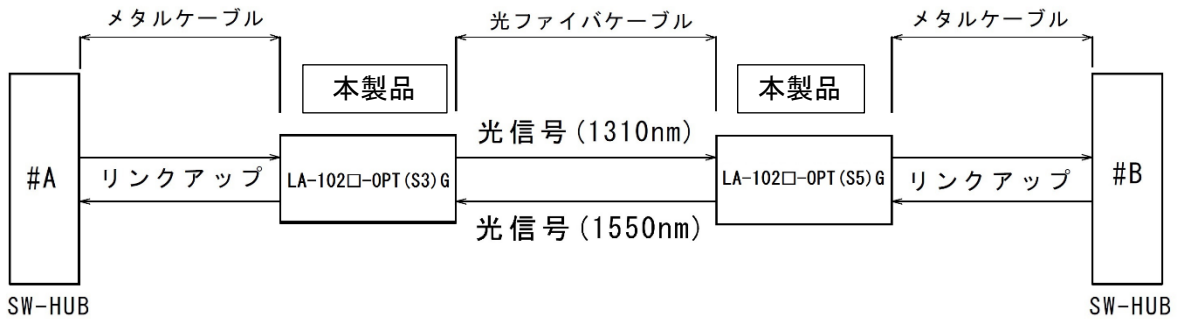 メタルケーブル
光ファイバケーブル
メタルケーブル
本製品
本製品
光信号(1310nm)
#A
リンクアップ
LA-102□-OPT(S3)G
LA-102□-OPT(S5)G
リンクアップ
#B
光信号(1550nm)
SW-HUB
SW-HUB